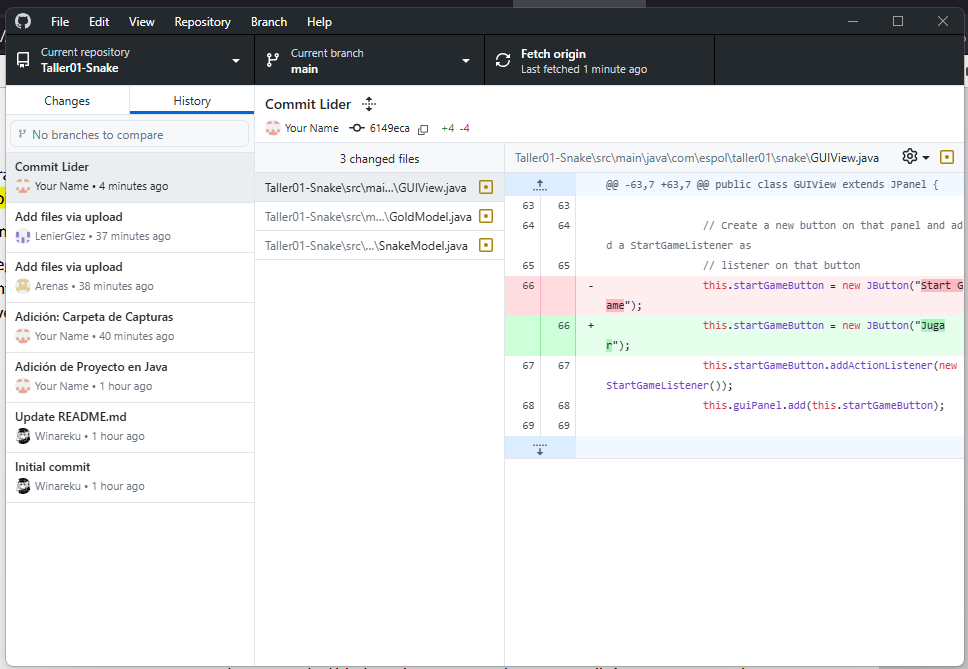 File Edit View Repository Branch Help
Current repository
Taller01-Snake
Current branch
main
Fetch origin
Last fetched 1 minute ago
Changes
History
No branches to compare
Commit Lider
Your Name • 4 minutes ago
Add files via upload
LenierGlez • 37 minutes ago
Add files via upload
Arenas • 38 minutes ago
Adición: Carpeta de Capturas
Your Name • 40 minutes ago
Adición de Proyecto en Java
Your Name • 1 hour ago
Update README.md
Winareku • 1 hour ago
Initial commit
Winareku • 1 hour ago
Commit Lider
Your Name 6149eca +4 -4
3 changed files
Taller01-Snake\src\mai...\GUIView.java
Taller01-Snake\src\m...\GoldModel.java
Taller01-Snake\src\...\SnakeModel.java
Taller01-Snake\src\main\java\com\espol\taller01\snake\GUIView.java
@@ -63,7 +63,7 @@ public class GUIView extends JPanel {
63 63
64 64 // Create a new button on that panel and ad
d a StartGameListener as
65 65 // listener on that button
66 - this.startGameButton = new JButton("Start G
ame");
66 + this.startGameButton = new JButton("Juga
r");
67 67 this.startGameButton.addActionListener(new
StartGameListener());
68 68 this.guiPanel.add(this.startGameButton);
69 69